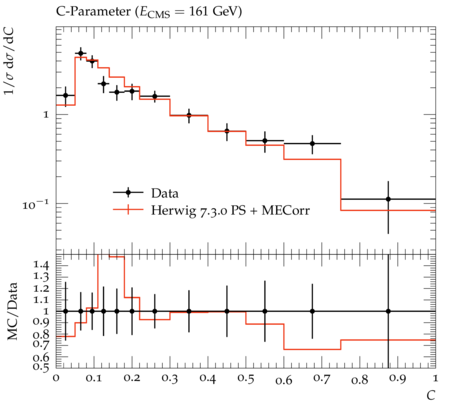 C-Parameter (E_CMS = 161 GeV)
1/σ dσ/dC
1
10⁻¹
Data
Herwig 7.3.0 PS + MECorr
MC/Data
1.4
1.3
1.2
1.1
1
0.9
0.8
0.7
0.6
0.5
0 0.1 0.2 0.3 0.4 0.5 0.6 0.7 0.8 0.9 1
C